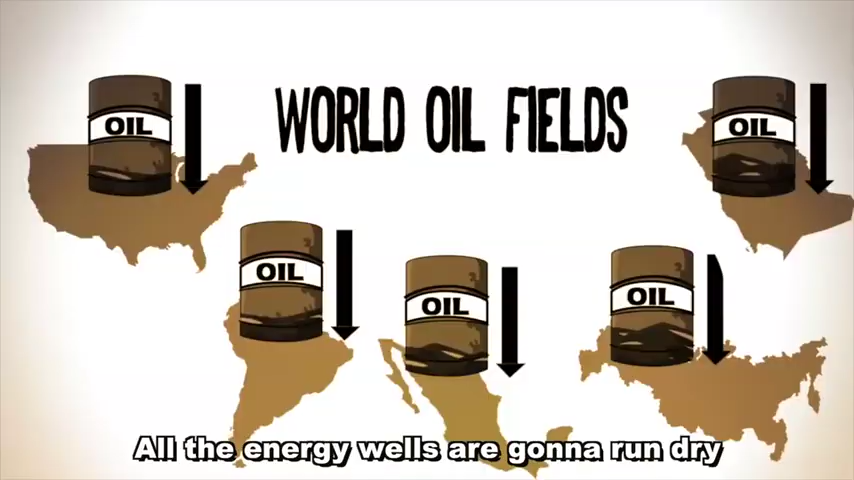 WORLD OIL FIELDS
OIL
OIL
OIL
OIL
OIL
All the energy wells are gonna run dry